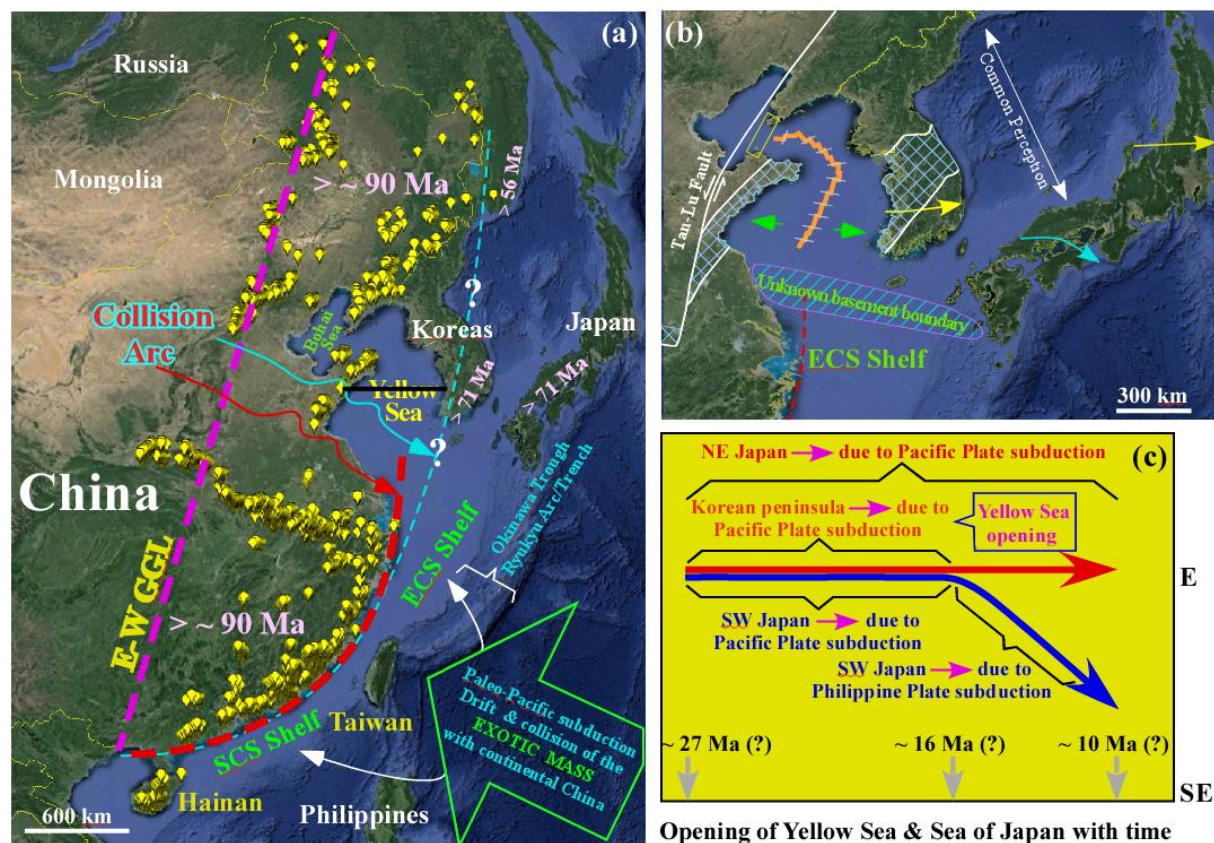 (a)
Russia
Mongolia
> ~ 90 Ma
> 56 Ma
?
Collision
Arc
Bohai
Sea
Koreas
Japan
Yellow
Sea
> 71 Ma
> 71 Ma
?
China
E-W GGL
> ~ 90 Ma
ECS Shelf
Okinawa Trough
Ryukyu Arc/Trench
Taiwan
SCS Shelf
Hainan
Philippines
Paleo-Pacific subduction
Drift & collision of the
EXOTIC MASS
with continental China
600 km
(b)
Common Perception
Tan-Lu Fault
Unknown basement boundary
ECS Shelf
300 km
(c)
NE Japan due to Pacific Plate subduction
Korean peninsula due to
Pacific Plate subduction
Yellow Sea
opening
E
SW Japan due to
Pacific Plate subduction
SW Japan due to
Philippine Plate subduction
~ 27 Ma (?) ~ 16 Ma (?) ~ 10 Ma (?)
SE
Opening of Yellow Sea & Sea of Japan with time